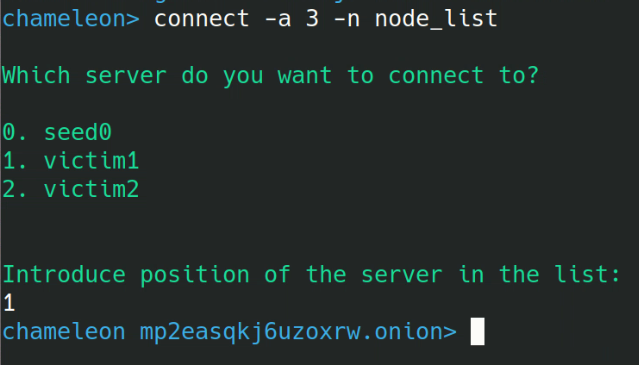 chameleon> connect -a 3 -n node_list
Which server do you want to connect to?
0. seed0
1. victim1
2. victim2
Introduce position of the server in the list:
1
chameleon mp2easqkj6uzoxrw.onion>